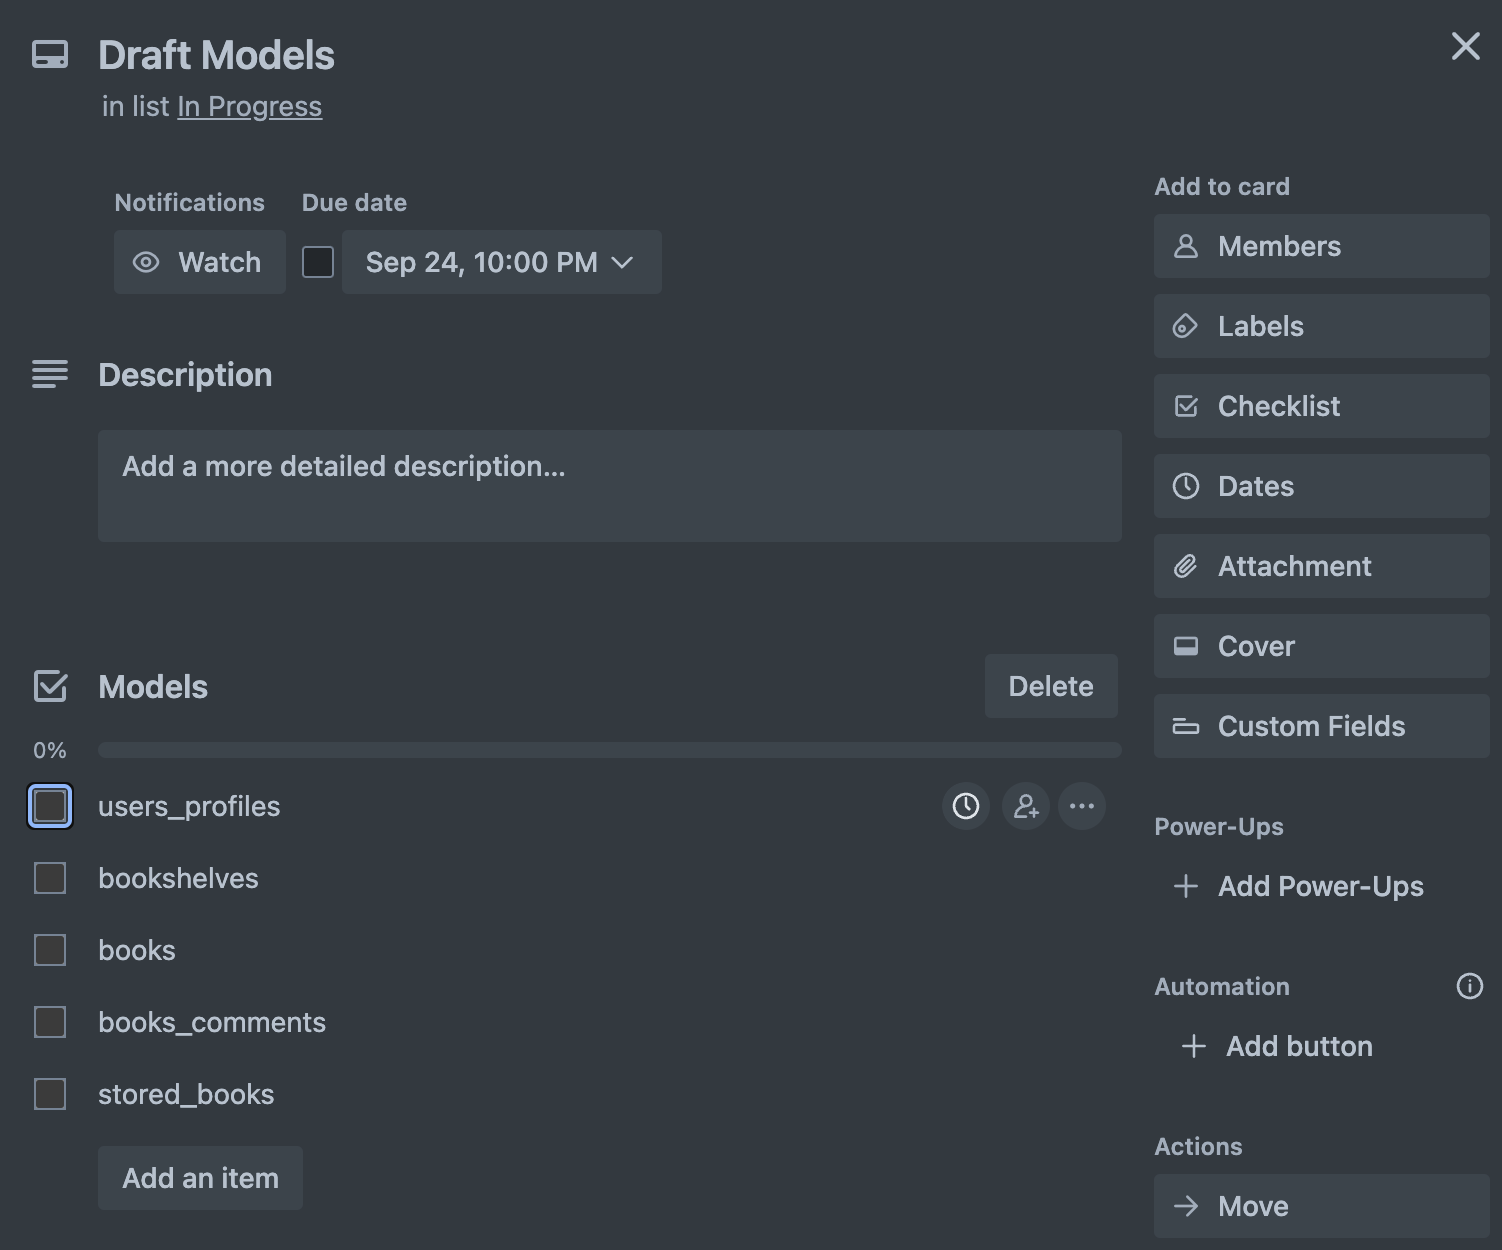 Draft Models
in list In Progress
Notifications
Due date
Watch
Sep 24, 10:00 PM
Description
Add a more detailed description...
Models
Delete
0%
users_profiles
bookshelves
books
books_comments
stored_books
Add an item
Add to card
Members
Labels
Checklist
Dates
Attachment
Cover
Custom Fields
Power-Ups
Add Power-Ups
Automation
Add button
Actions
Move